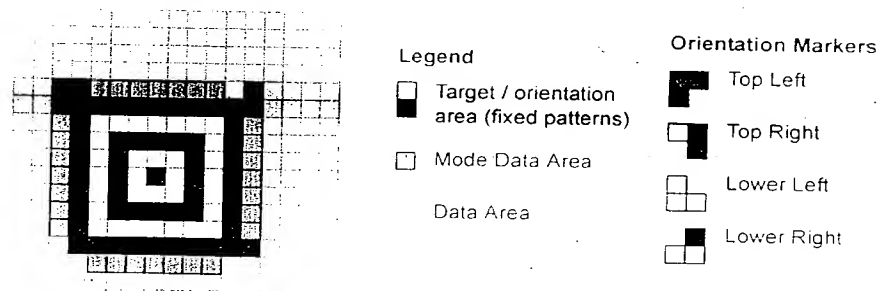 Legend
Target / orientation
area (fixed patterns)
Mode Data Area
Data Area
Orientation Markers
Top Left
Top Right
Lower Left
Lower Right